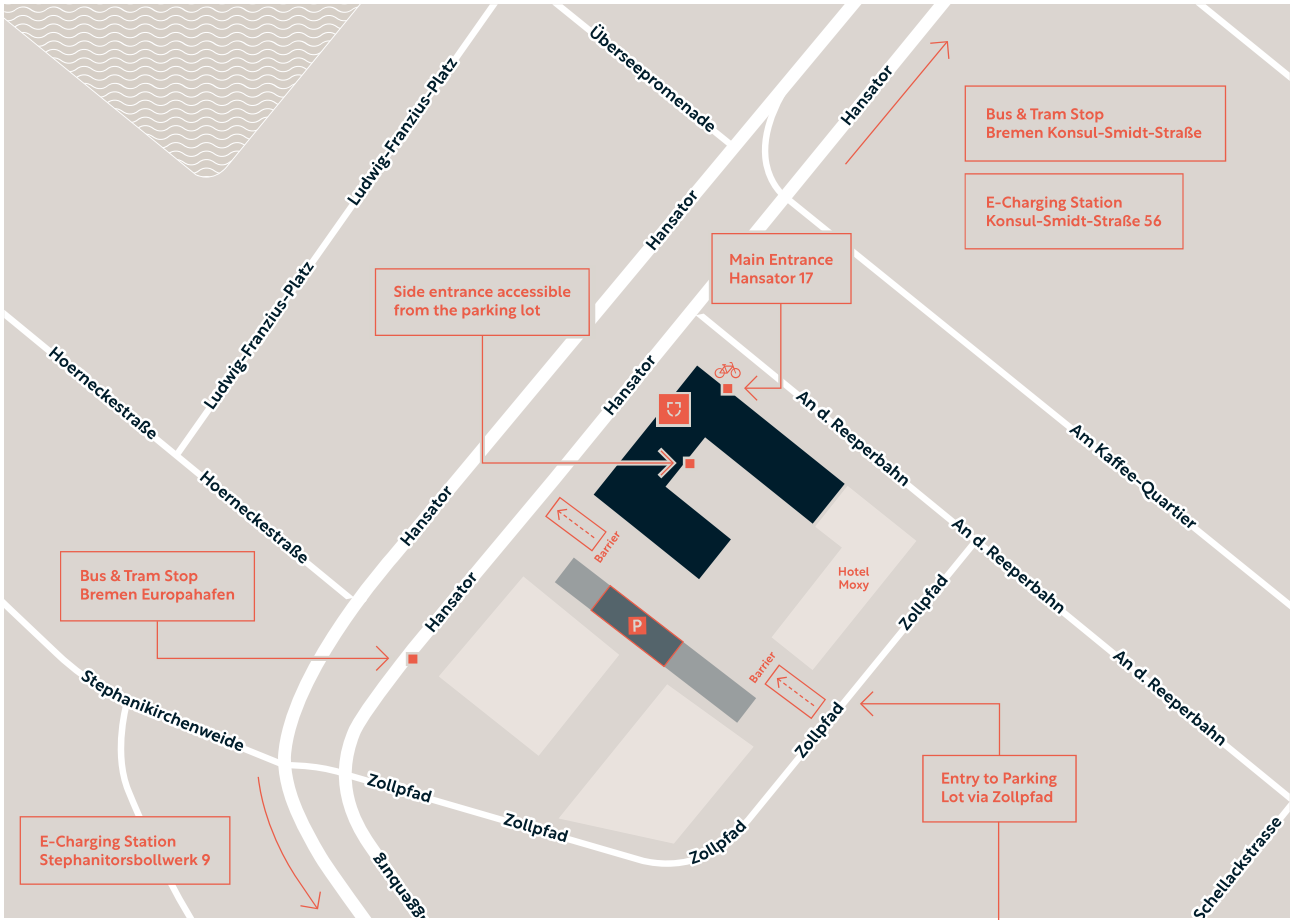 Überseepromenade
Ludwig-Franzius-Platz
Hansator
Bus & Tram Stop
Bremen Konsul-Smidt-Straße
E-Charging Station
Konsul-Smidt-Straße 56
Hansator
Main Entrance
Hansator 17
Side entrance accessible
from the parking lot
Ludwig-Franzius-Platz
Hoerneckestraße
Hansator
An d. Reeperbahn
Am Kaffee-Quartier
Hoerneckestraße
Hansator
Barrier
An d. Reeperbahn
Hotel
Moxy
Zollpfad
Bus & Tram Stop
Bremen Europahafen
Hansator
P
Barrier
An d. Reeperbahn
Stephanikirchenweide
Zollpfad
Zollpfad
Entry to Parking
Lot via Zollpfad
Zollpfad
Zollpfad
E-Charging Station
Stephanitorsbollwerk 9
Schellackstrasse